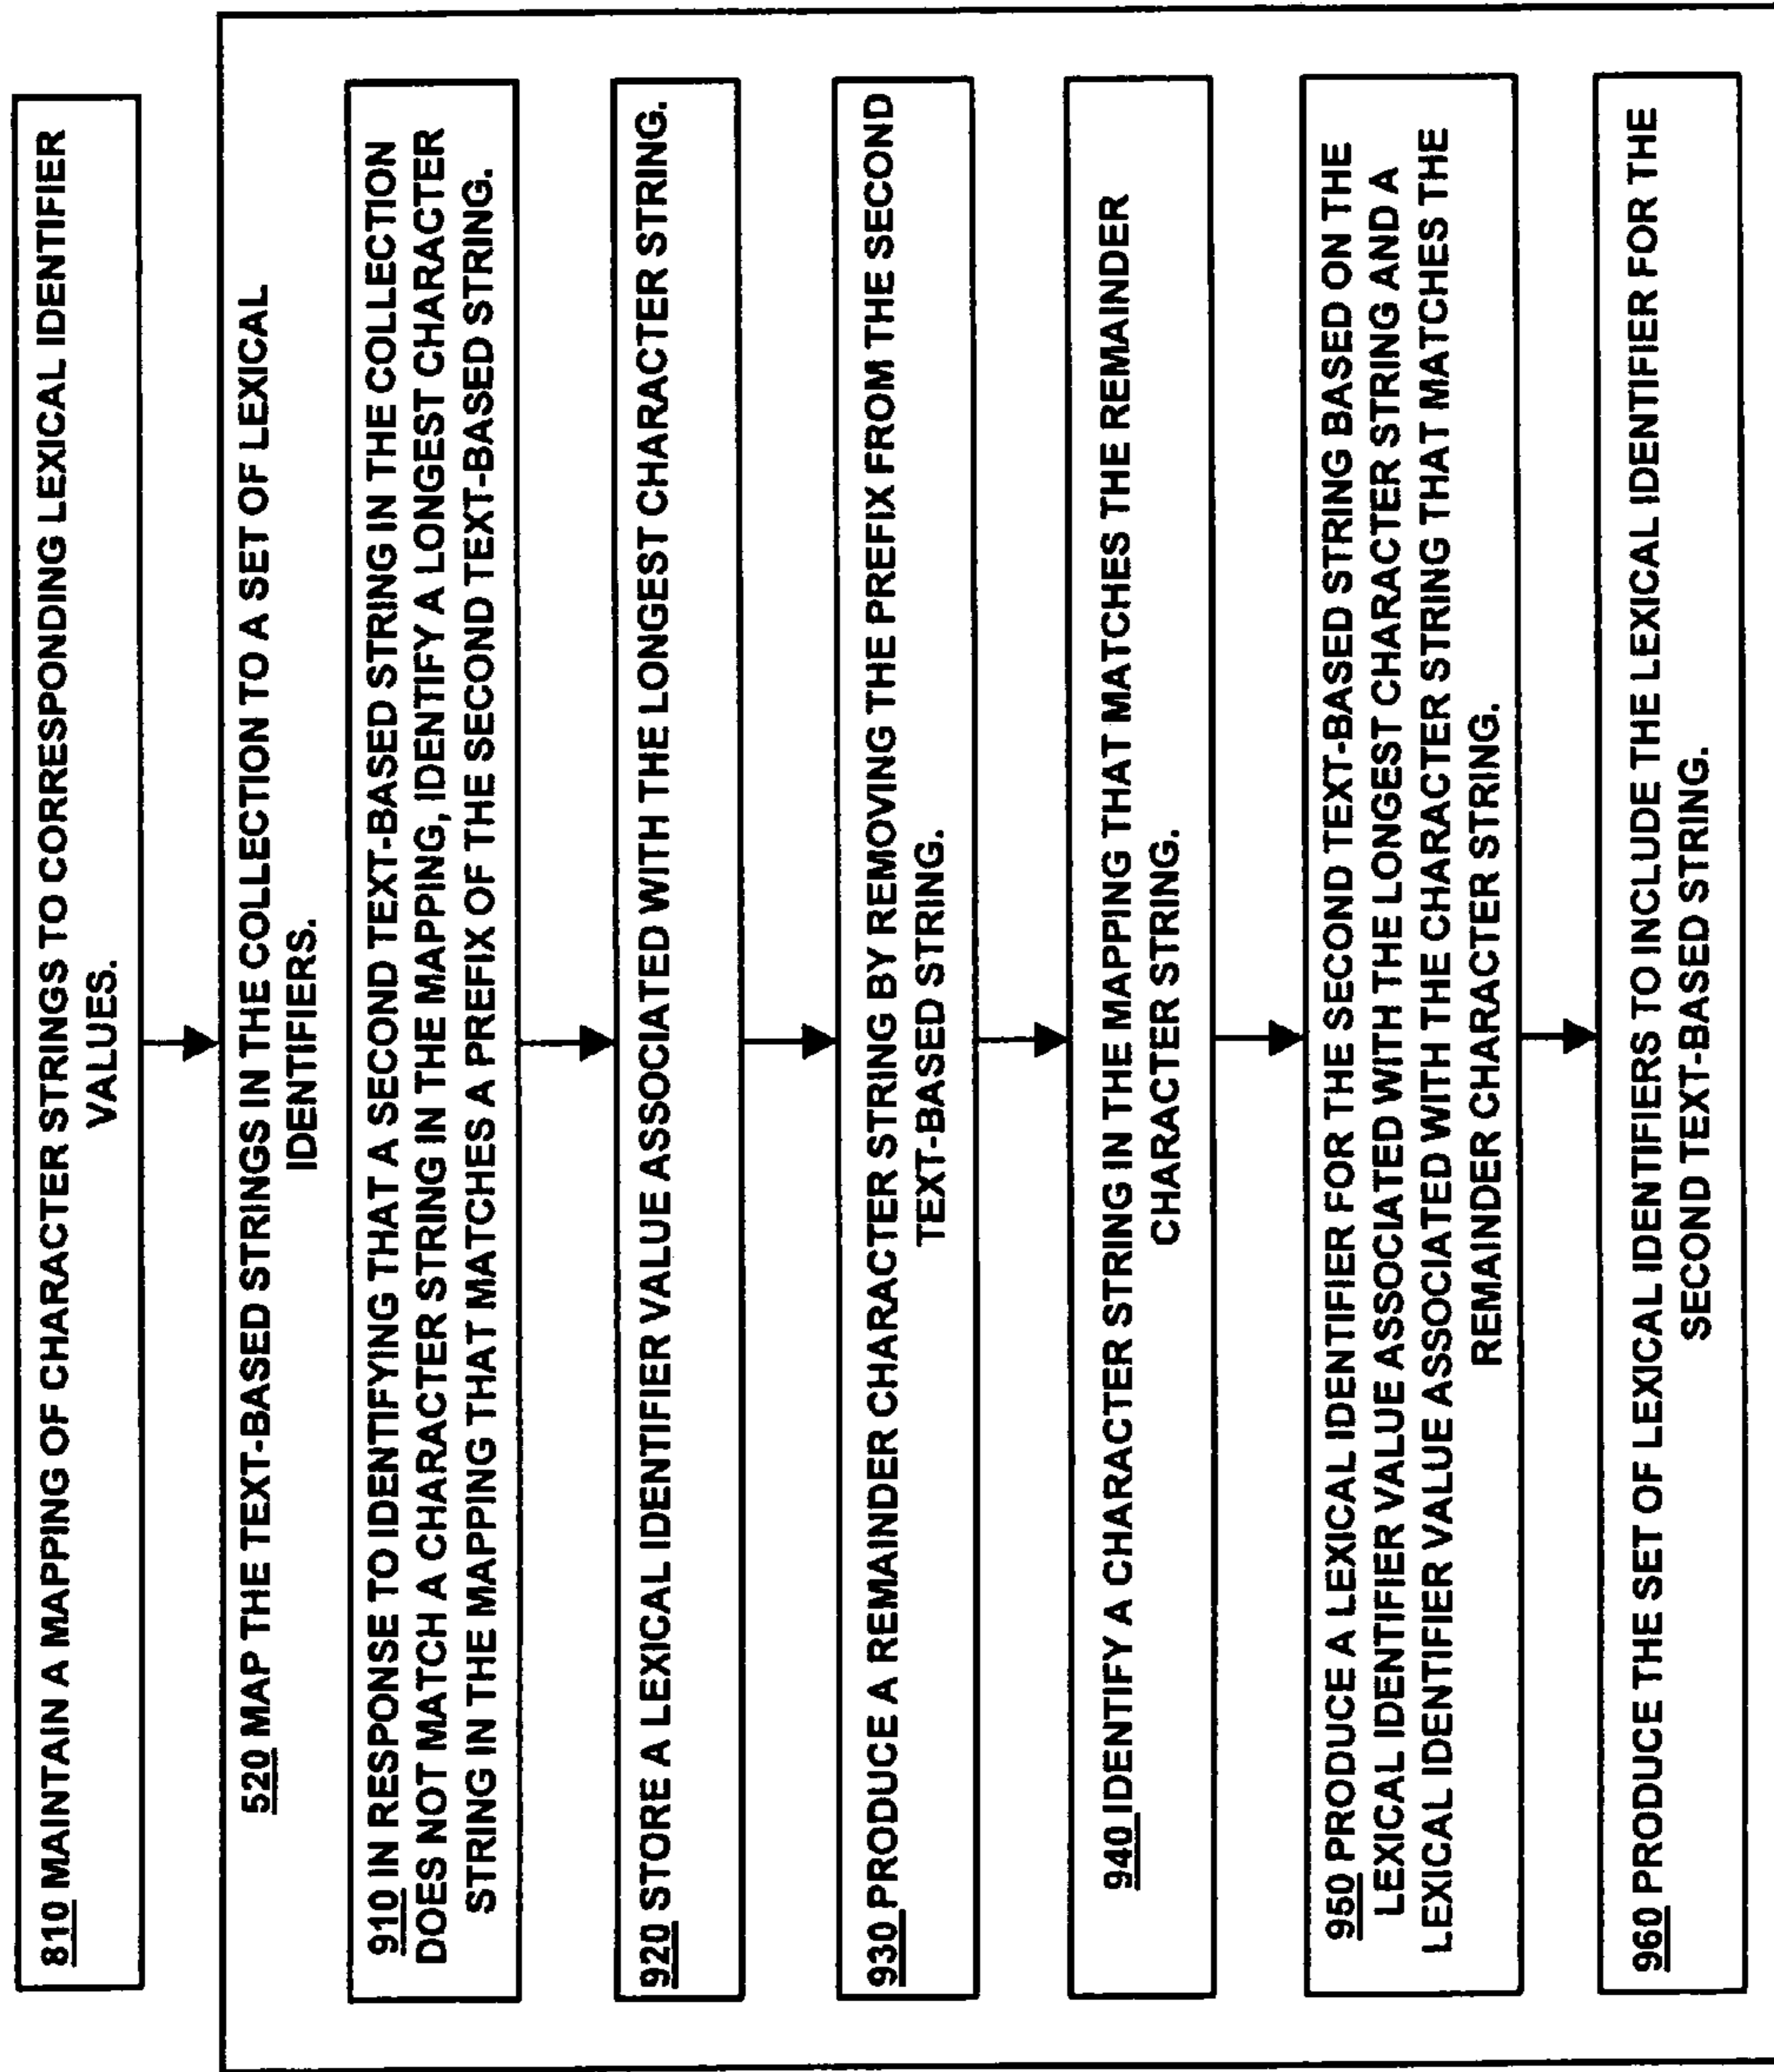 810 MAINTAIN A MAPPING OF CHARACTER STRINGS TO CORRESPONDING LEXICAL IDENTIFIER
VALUES.
520 MAP THE TEXT-BASED STRINGS IN THE COLLECTION TO A SET OF LEXICAL
IDENTIFIERS.
910 IN RESPONSE TO IDENTIFYING THAT A SECOND TEXT-BASED STRING IN THE COLLECTION
DOES NOT MATCH A CHARACTER STRING IN THE MAPPING, IDENTIFY A LONGEST CHARACTER
STRING IN THE MAPPING THAT MATCHES A PREFIX OF THE SECOND TEXT-BASED STRING.
920 STORE A LEXICAL IDENTIFIER VALUE ASSOCIATED WITH THE LONGEST CHARACTER STRING.
930 PRODUCE A REMAINDER CHARACTER STRING BY REMOVING THE PREFIX FROM THE SECOND
TEXT-BASED STRING.
940 IDENTIFY A CHARACTER STRING IN THE MAPPING THAT MATCHES THE REMAINDER
CHARACTER STRING.
950 PRODUCE A LEXICAL IDENTIFIER FOR THE SECOND TEXT-BASED STRING BASED ON THE
LEXICAL IDENTIFIER VALUE ASSOCIATED WITH THE LONGEST CHARACTER STRING AND A
LEXICAL IDENTIFIER VALUE ASSOCIATED WITH THE CHARACTER STRING THAT MATCHES THE
REMAINDER CHARACTER STRING.
960 PRODUCE THE SET OF LEXICAL IDENTIFIERS TO INCLUDE THE LEXICAL IDENTIFIER FOR THE
SECOND TEXT-BASED STRING.